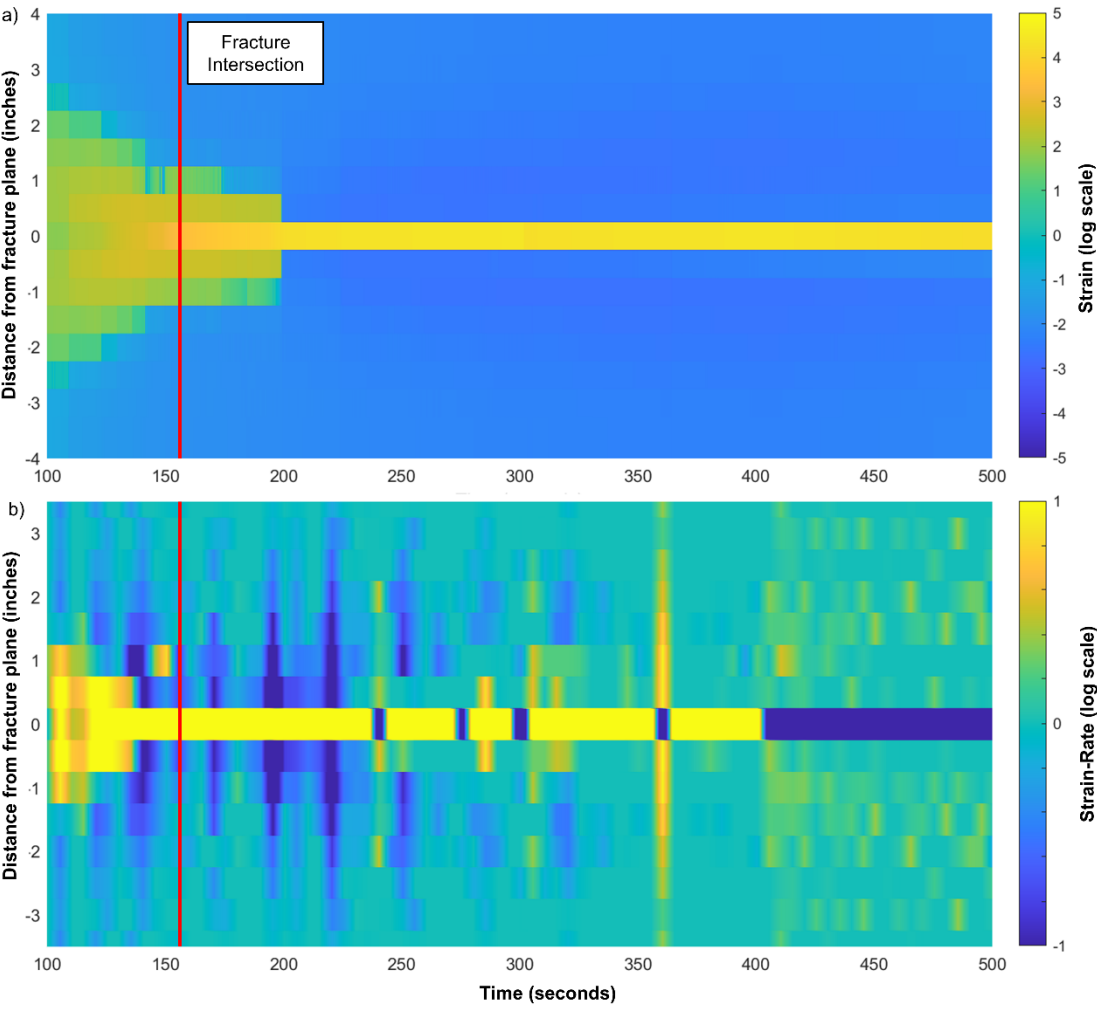 a)
Distance from fracture plane (inches)
4
3
2
1
0
-1
-2
-3
-4
Fracture
Intersection
100 150 200 250 300 350 400 450 500
5
4
3
2
1
0
-1
-2
-3
-4
-5
Strain (log scale)
b)
Distance from fracture plane (inches)
3
2
1
0
-1
-2
-3
100 150 200 250 300 350 400 450 500
Time (seconds)
1
0
-1
Strain-Rate (log scale)